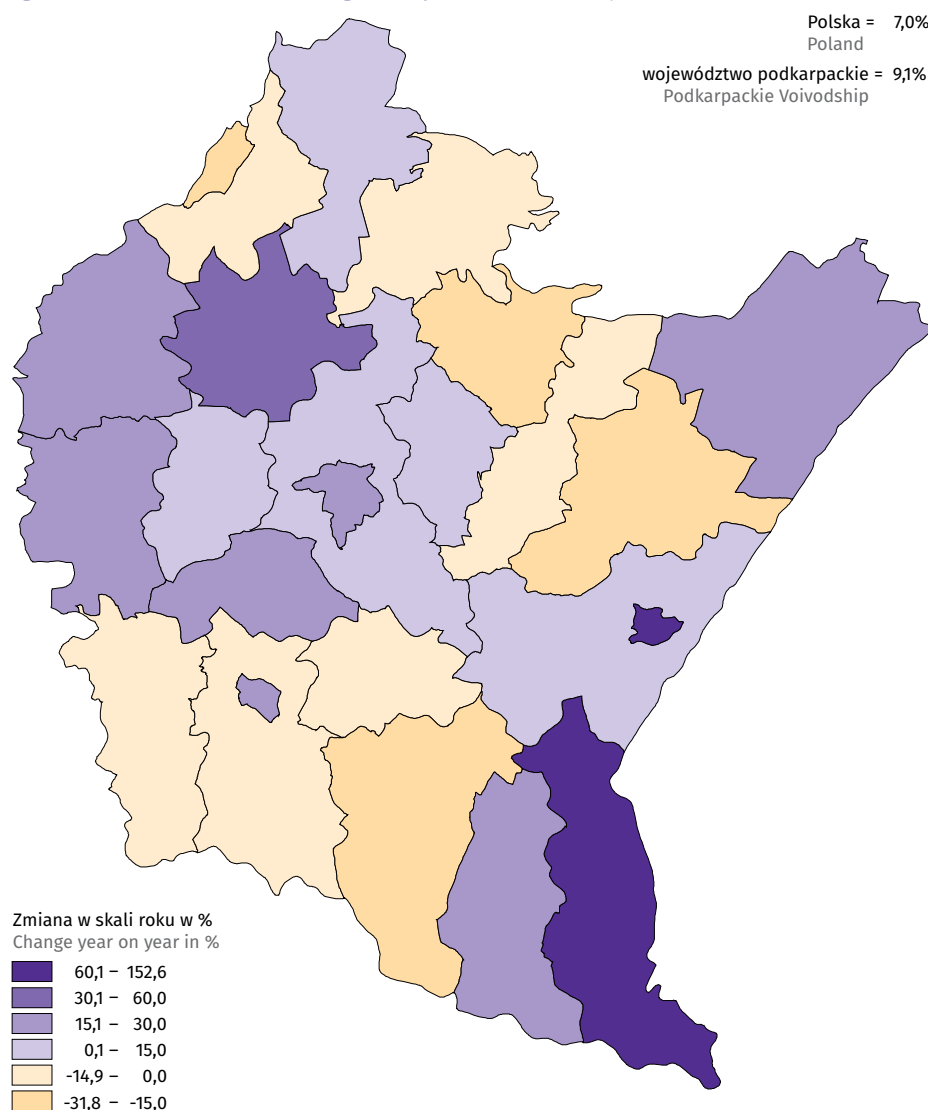 Polska = 7,0%
Poland
województwo podkarpackie = 9,1%
Podkarpackie Voivodship
Zmiana w skali roku w %
Change year on year in %
60,1 – 152,6
30,1 – 60,0
15,1 – 30,0
0,1 – 15,0
-14,9 – 0,0
-31,8 – -15,0